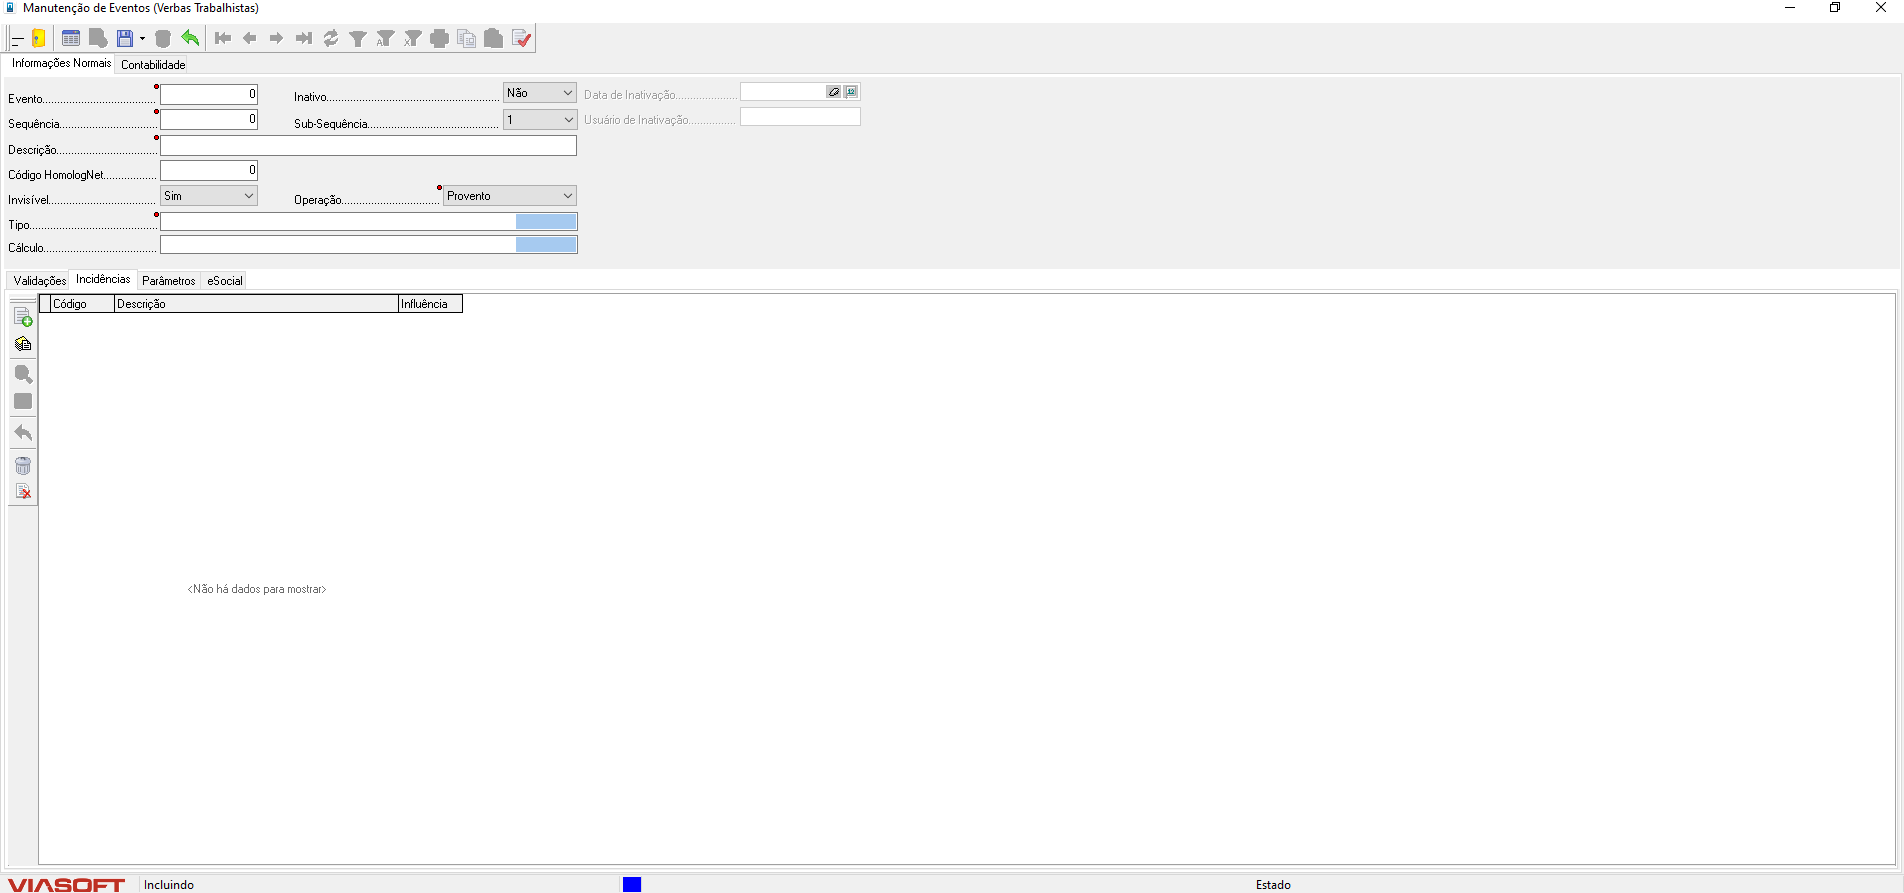 Manutenção de Eventos (Verbas Trabalhistas)
Informações Normais Contabilidade
Evento 0 Inativo Não Data de Inativação
Sequência 0 Sub-Sequência 1 Usuário de Inativação
Descrição
Código HomologNet 0
Invisível Sim Operação Provento
Tipo
Cálculo
Validações Incidências Parâmetros eSocial
Código Descrição Influência
<Não há dados para mostrar>
VIASOFT Incluindo Estado